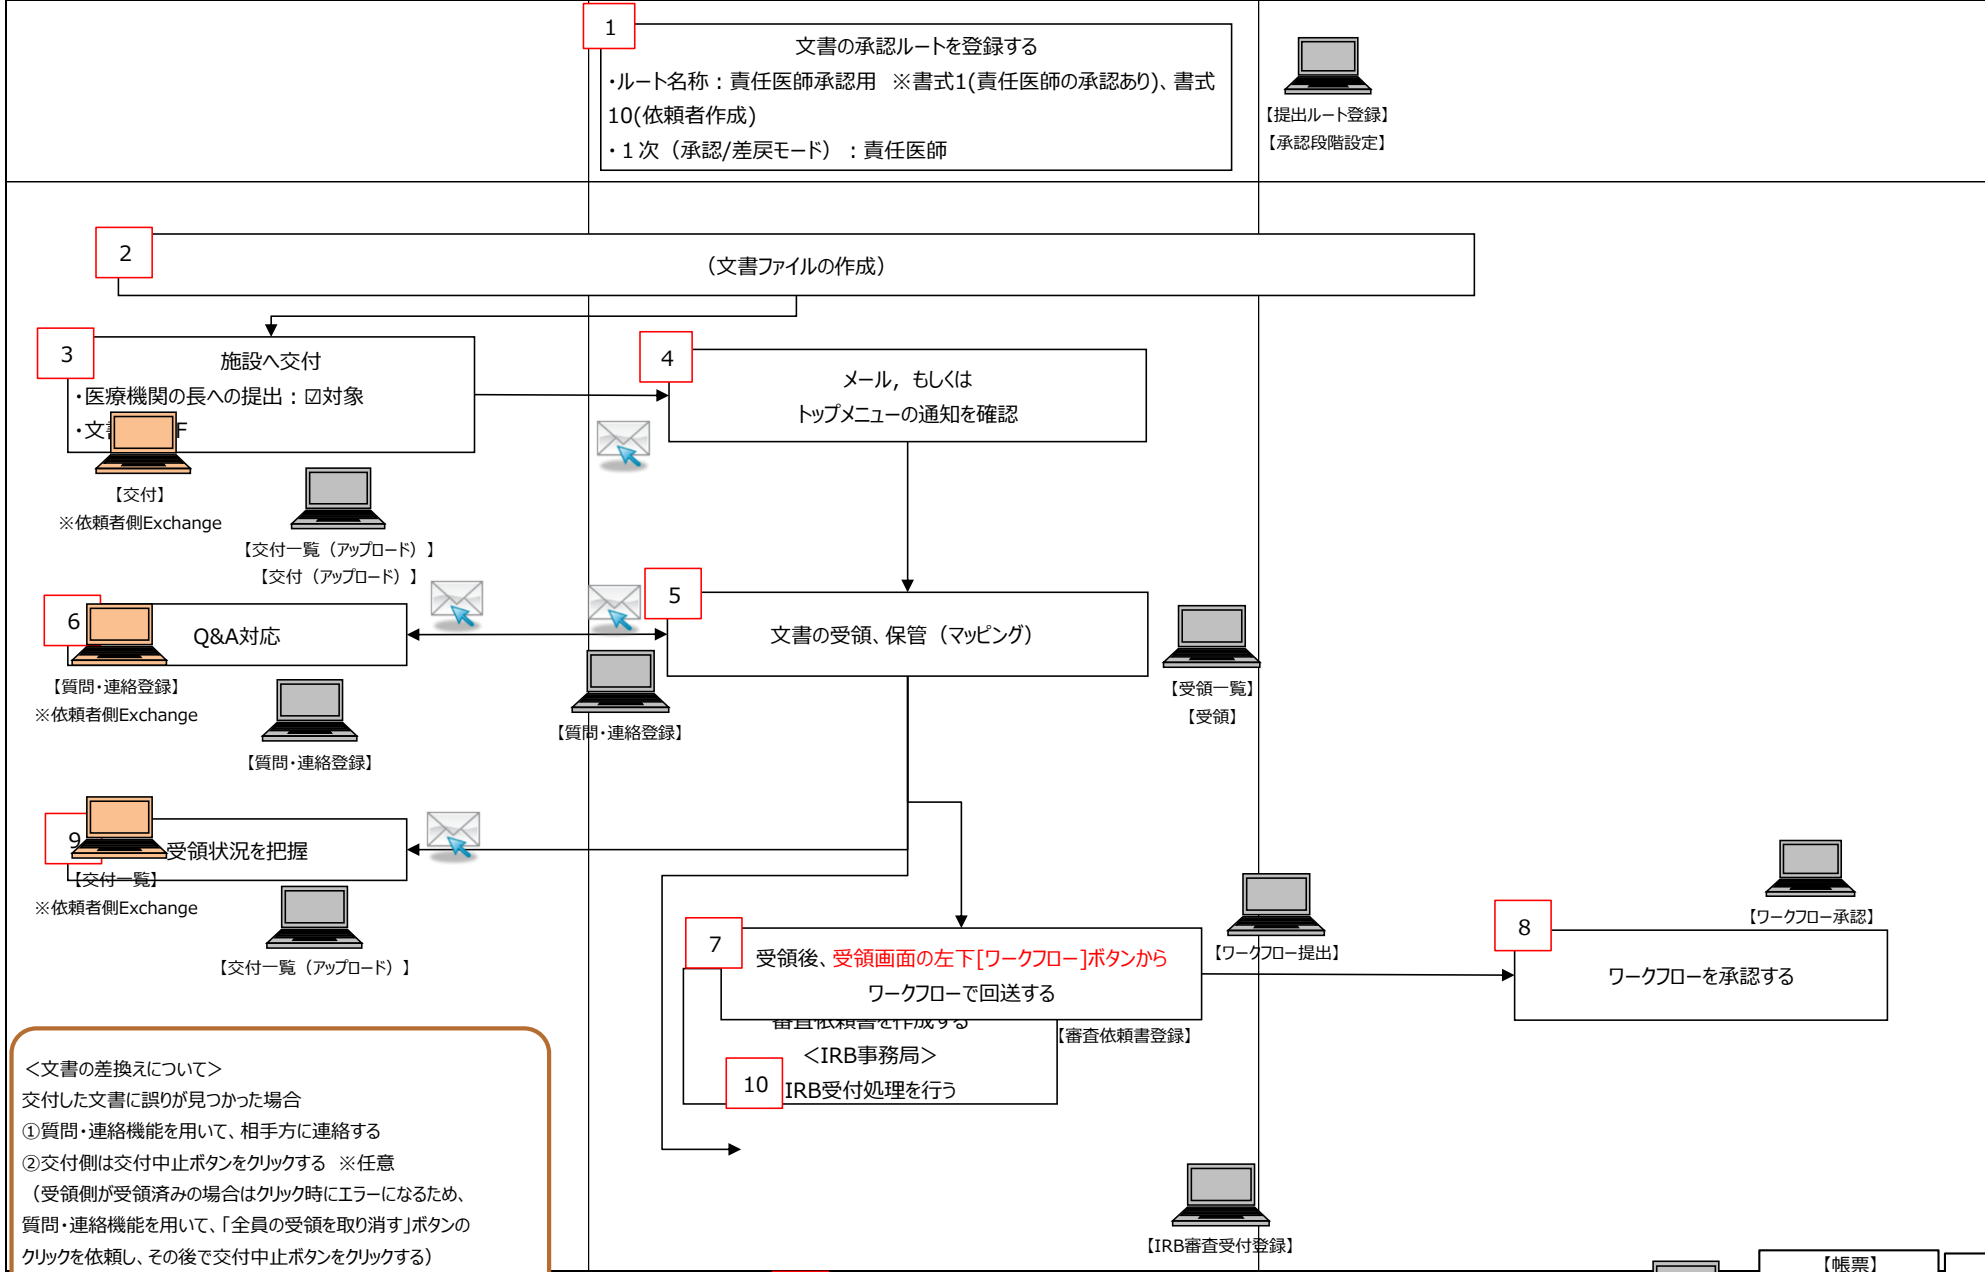 1
文書の承認ルートを登録する
・ルート名称：責任医師承認用　※書式1(責任医師の承認あり)、書式
10(依頼者作成)
・1次（承認/差戻モード）：責任医師
【提出ルート登録】
【承認段階設定】
2
（文書ファイルの作成）
3
施設へ交付
・医療機関の長への提出：☑対象
・文
F
【交付】
※依頼者側Exchange
【交付一覧（アップロード）】
【交付（アップロード）】
4
メール，もしくは
トップメニューの通知を確認
5
文書の受領、保管（マッピング）
【質問・連絡登録】
【受領一覧】
【受領】
6
Q&A対応
【質問・連絡登録】
※依頼者側Exchange
【質問・連絡登録】
9
受領状況を把握
【交付一覧】
※依頼者側Exchange
【交付一覧（アップロード）】
7
受領後、受領画面の左下[ワークフロー]ボタンから
ワークフローで回送する
【ワークフロー提出】
8
ワークフローを承認する
【ワークフロー承認】
審査依頼書を作成する
【審査依頼書登録】
＜IRB事務局＞
10
IRB受付処理を行う
【IRB審査受付登録】
＜文書の差換えについて＞
交付した文書に誤りが見つかった場合
①質問・連絡機能を用いて、相手方に連絡する
②交付側は交付中止ボタンをクリックする　※任意
（受領側が受領済みの場合はクリック時にエラーになるため、
質問・連絡機能を用いて、「全員の受領を取り消す」ボタンの
クリックを依頼し、その後で交付中止ボタンをクリックする）
【帳票】